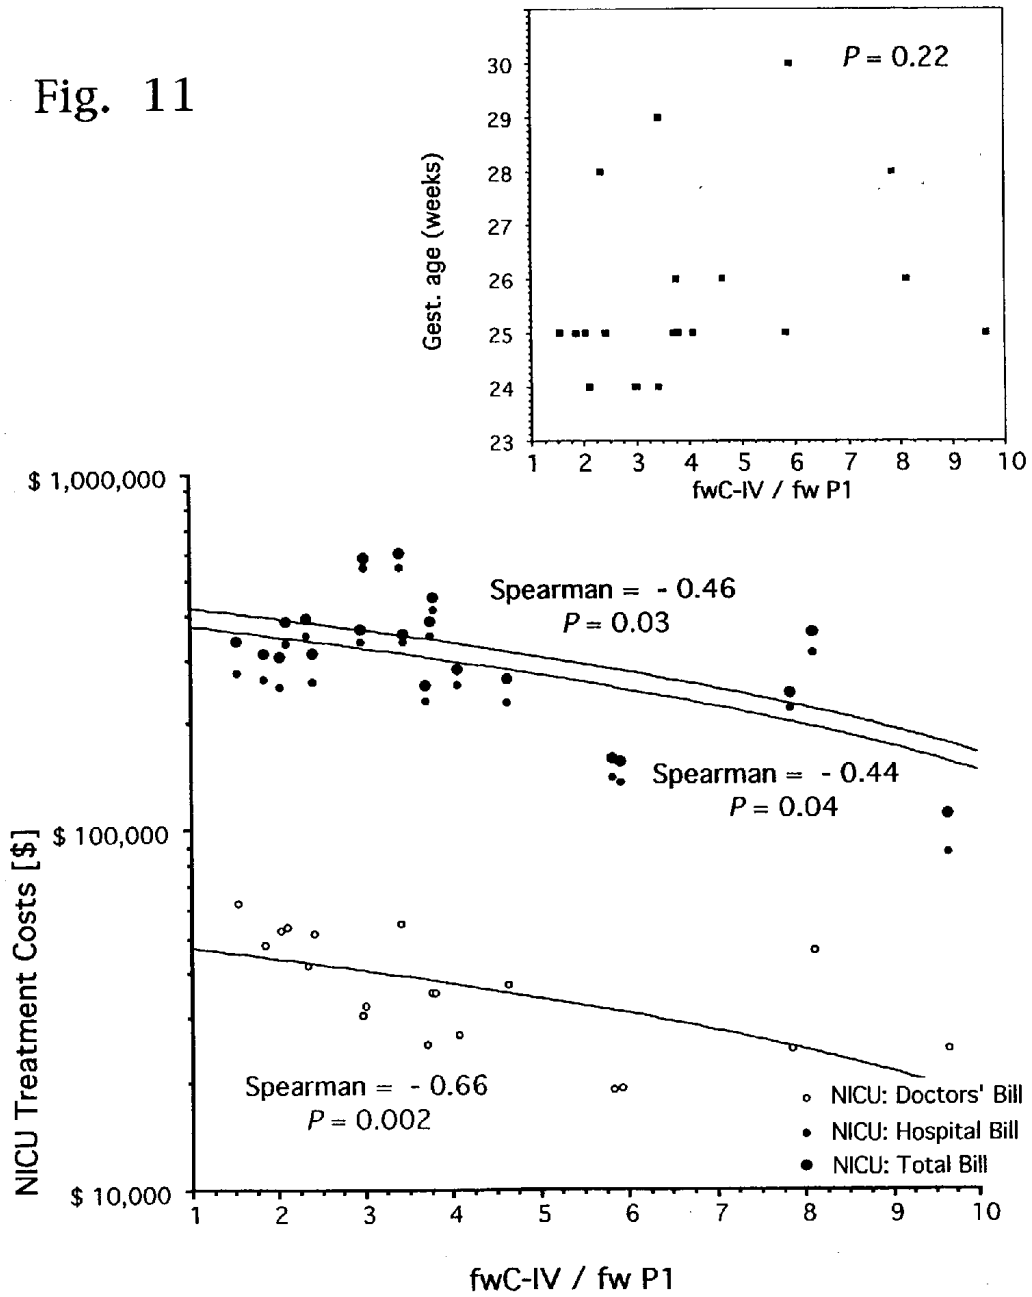 Fig. 11
P = 0.22
Gest. age (weeks)
30
29
28
27
26
25
24
23
1 2 3 4 5 6 7 8 9 10
fwC-IV / fw P1
NICU Treatment Costs [$]
$ 1,000,000
$ 100,000
$ 10,000
Spearman = - 0.46
P = 0.03
Spearman = - 0.44
P = 0.04
Spearman = - 0.66
P = 0.002
NICU: Doctors' Bill
NICU: Hospital Bill
NICU: Total Bill
1 2 3 4 5 6 7 8 9 10
fwC-IV / fw P1